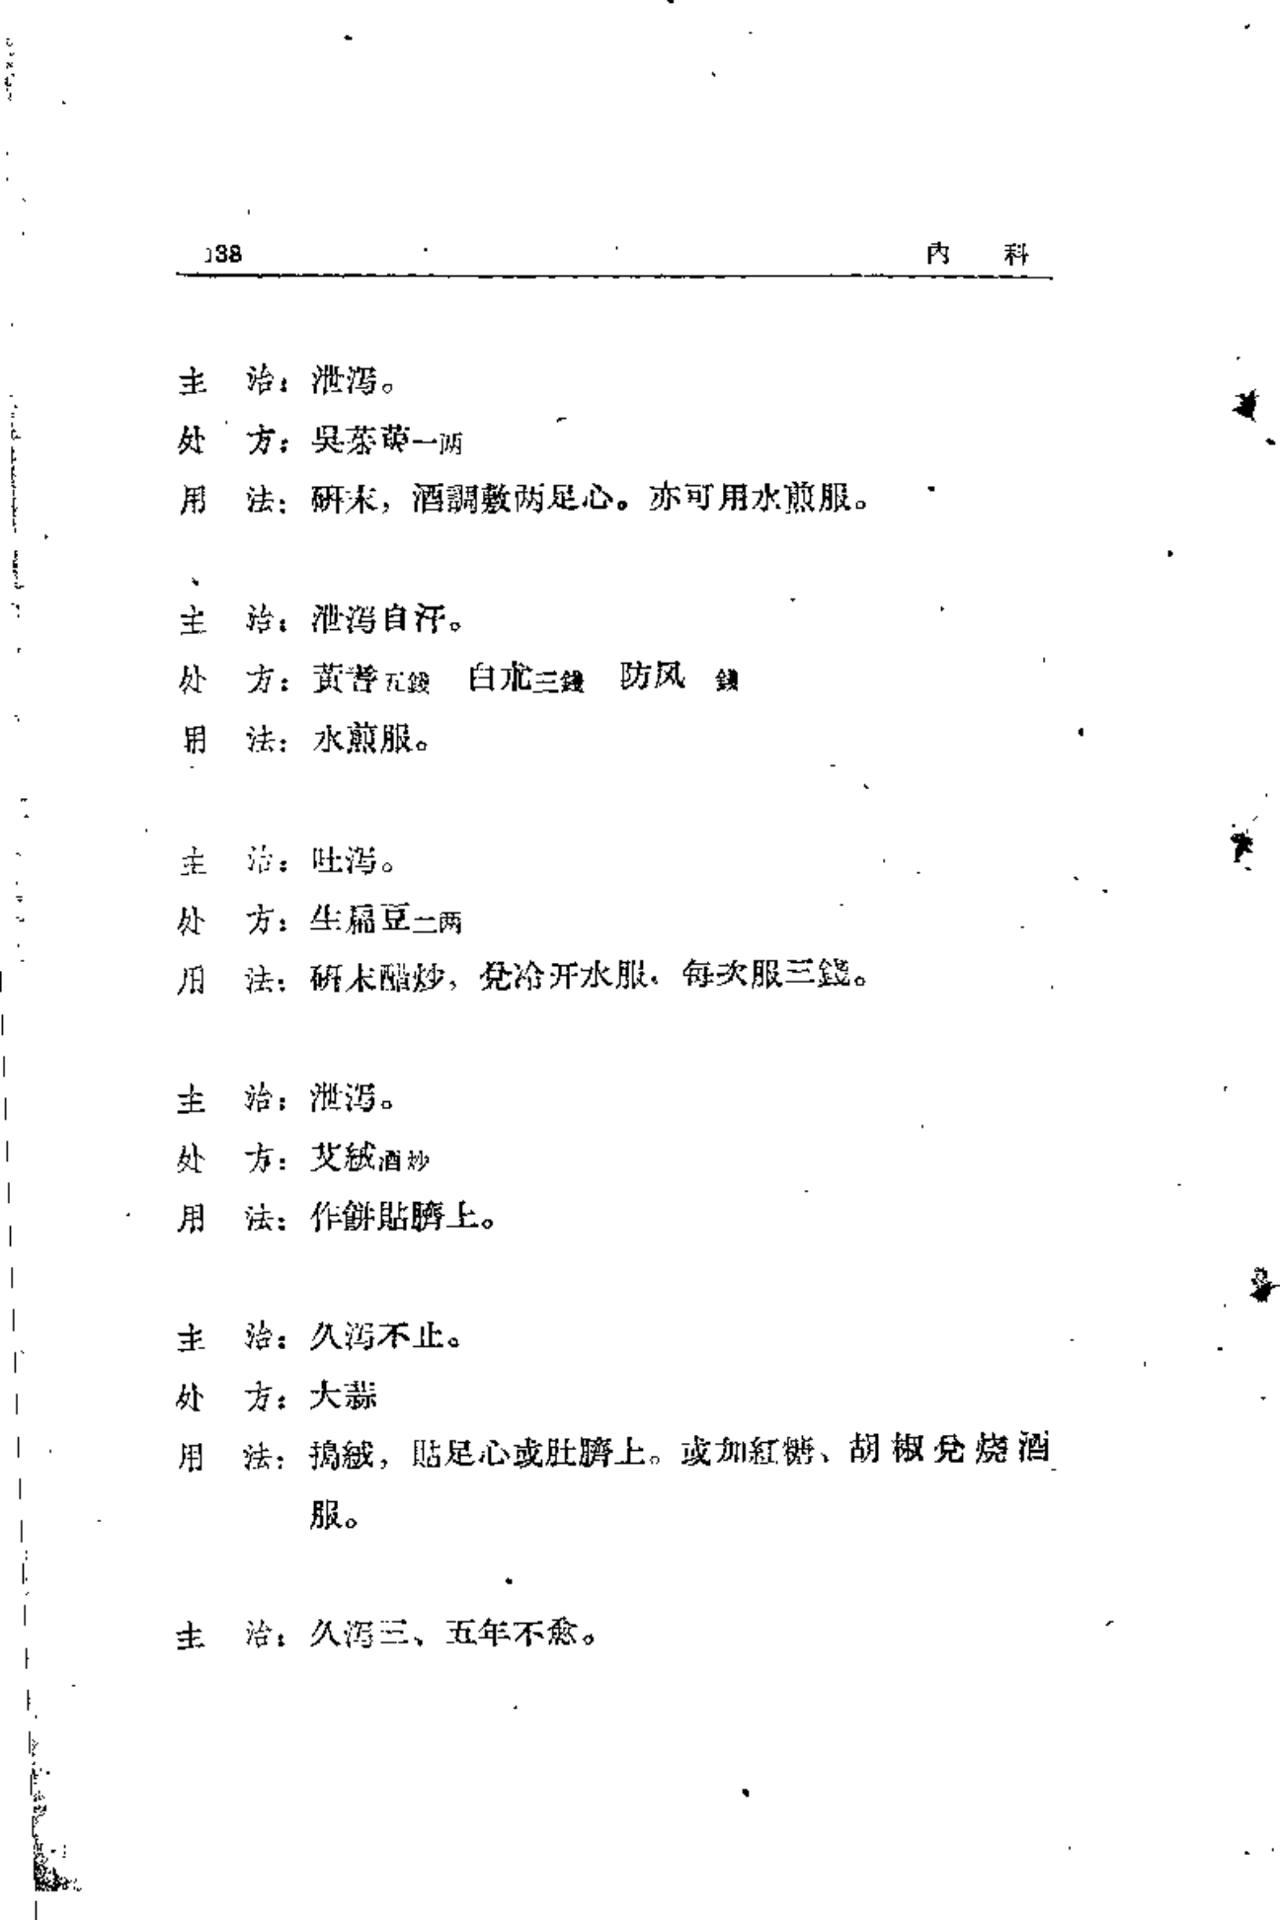 138 内 科
主 治：泄泻。
处 方：吳茱萸一两
用 法：研末，酒調敷两足心。亦可用水煎服。
主 治：泄泻自汗。
处 方：黃蓍五錢 白朮三錢 防风 錢
用 法：水煎服。
主 治：吐泻。
处 方：生扁豆二两
用 法：研末醋炒，兌冷开水服，每次服三錢。
主 治：泄泻。
处 方：艾絨酒炒
用 法：作餅貼臍上。
主 治：久泻不止。
处 方：大蒜
用 法：搗絨，貼足心或肚臍上。或加紅糖、胡椒兌燒酒
服。
主 治：久泻三、五年不愈。